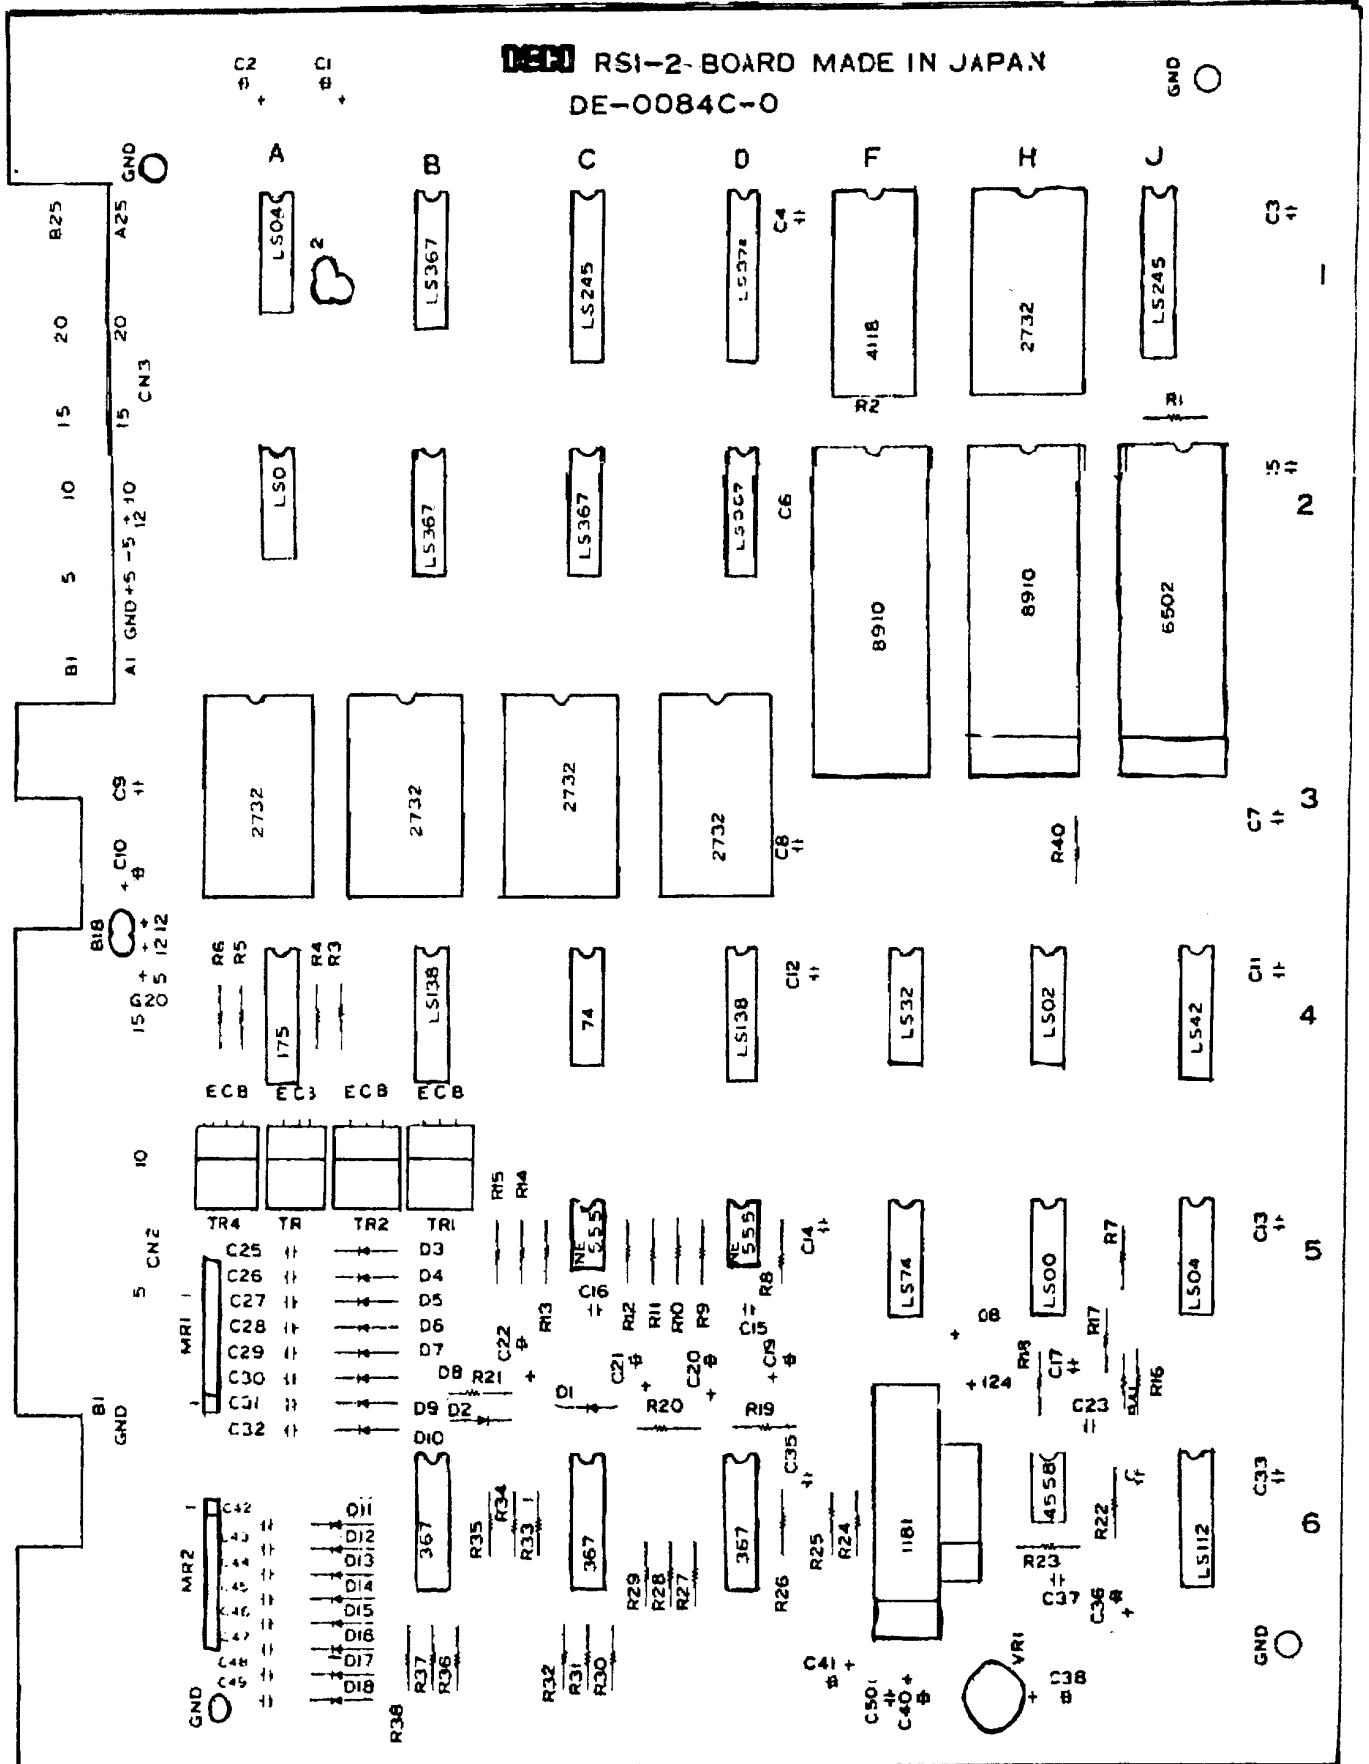 RSI-2 BOARD MADE IN JAPAN
DE-0084C-0
C2
C1
GND
GND
A
B
C
D
F
H
J
B25
A25
LS04
2
LS367
LS245
C4
4118
2732
LS245
C3
1
20
20
CN3
15
15
R2
R1
10
10
LS0
LS367
LS367
C6
8910
8910
6502
2
5
GND +5 -5 + 12
B1
A1
2732
2732
2732
2732
C9
C10
C8
R40
C7
3
B18
+ + 12 12
+ 5
G20
15
R6
R5
175
R4
R3
LS138
74
LS138
C12
LS32
LS02
LS42
C11
4
ECB
ECB
ECB
10
TR4
TR
TR2
TR1
R15
R14
NE 555
NE 555
R8
C14
LS74
LS00
R7
LS04
C13
5
CN2
5
C25
D3
C26
D4
C27
D5
C28
D6
C29
D7
C30
D8
C31
D9
C32
D10
MR1
B1
GND
R13
C16
R12
R11
R10
R9
C15
C22
C21
C20
C19
R21
D2
D1
R20
R19
C35
D8
124
R18
C17
R17
R16
C23
C42
D11
D12
D13
D14
D15
D16
D17
D18
MR2
GND
367
R35
R34
R33
367
R29
R28
R27
367
R26
R25
R24
1181
4558
R23
C37
R22
C36
LS112
C33
6
R38
R37
R36
R32
R31
R30
C41
C50
C40
VR1
C38
GND